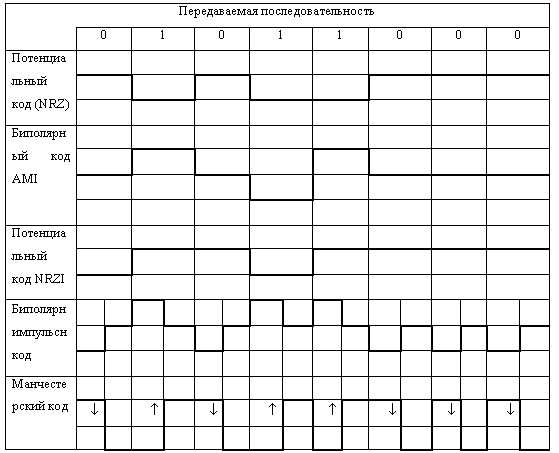 Передаваемая последовательность
0 1 0 1 1 0 0 0
Потенциа
льный
код (NRZ)
Биполярн
ый код
AMI
Потенциа
льный
код NRZI
Биполярн
импульсн
код
Манчесте
рский код
↓ ↑ ↓ ↑ ↑ ↓ ↓ ↓